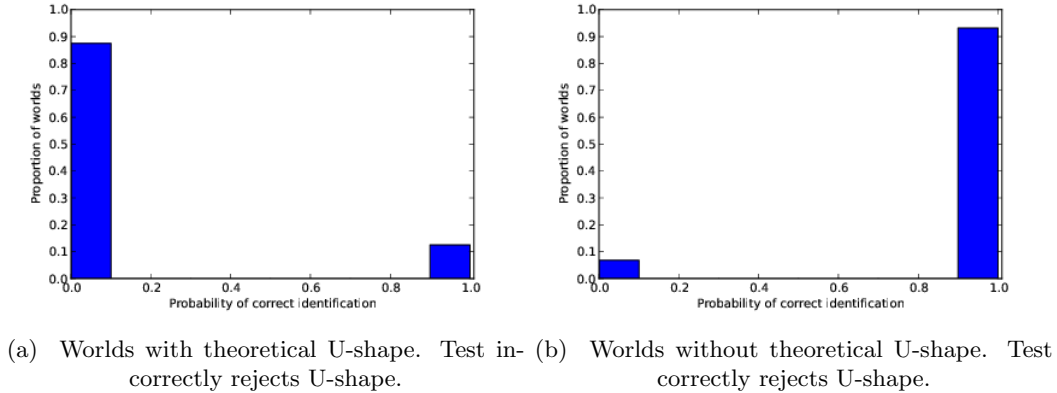 1.0
0.9
0.8
0.7
0.6
0.5
0.4
0.3
0.2
0.1
0.0
Proportion of worlds
0.0 0.2 0.4 0.6 0.8 1.0
Probability of correct identification
1.0
0.9
0.8
0.7
0.6
0.5
0.4
0.3
0.2
0.1
0.0
Proportion of worlds
0.0 0.2 0.4 0.6 0.8 1.0
Probability of correct identification
(a) Worlds with theoretical U-shape. Test in-
correctly rejects U-shape.
(b) Worlds without theoretical U-shape. Test
correctly rejects U-shape.